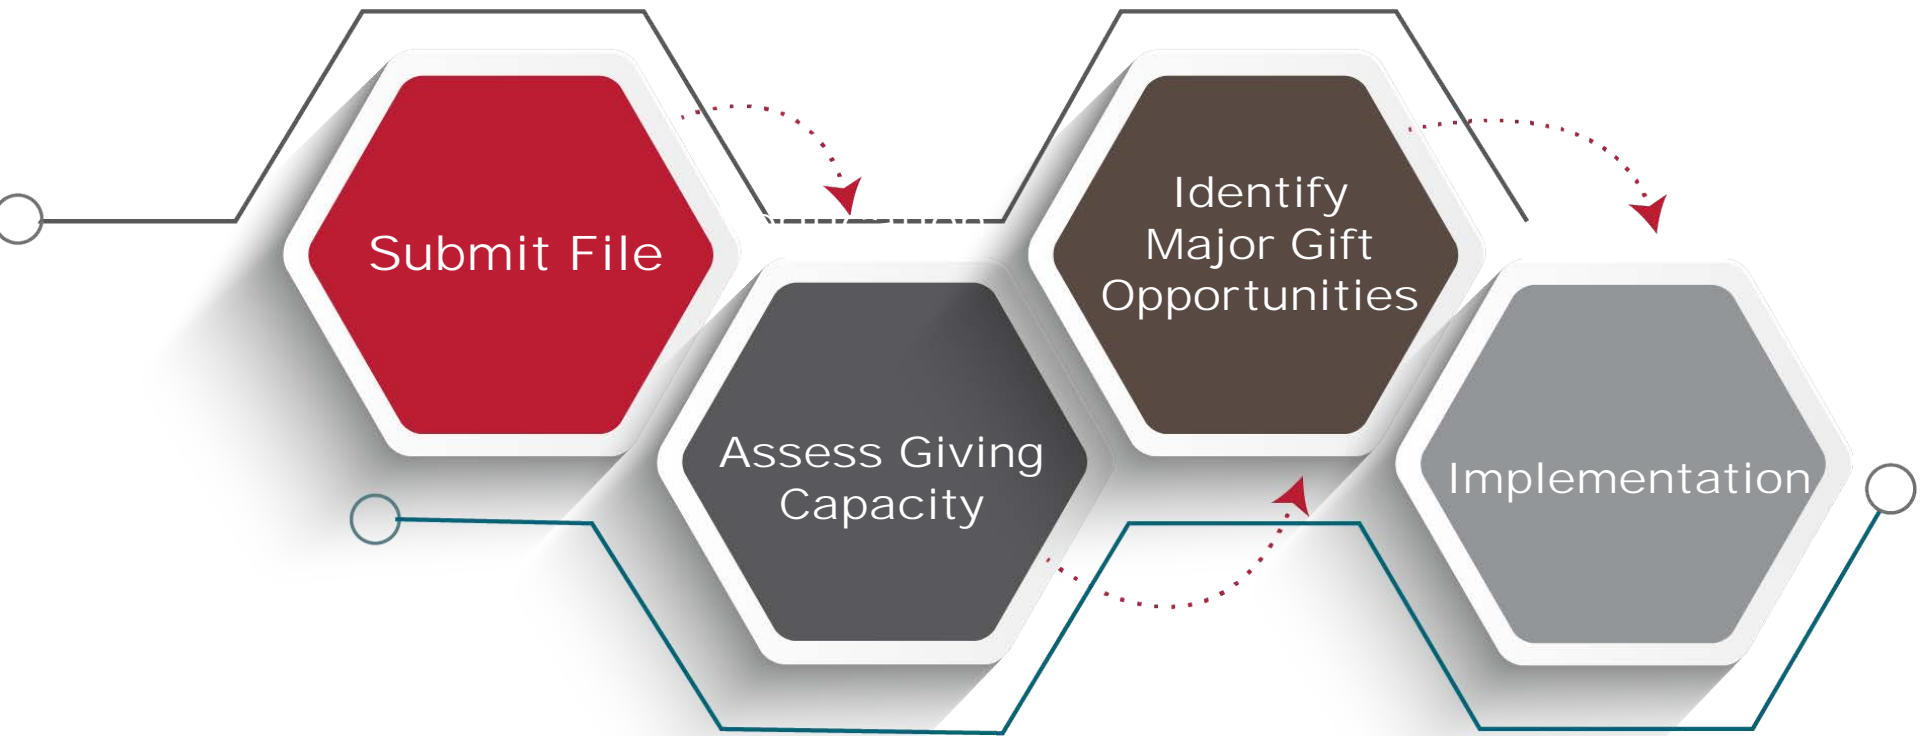 Submit File
Assess Giving
Capacity
Identify
Major Gift
Opportunities
Implementation